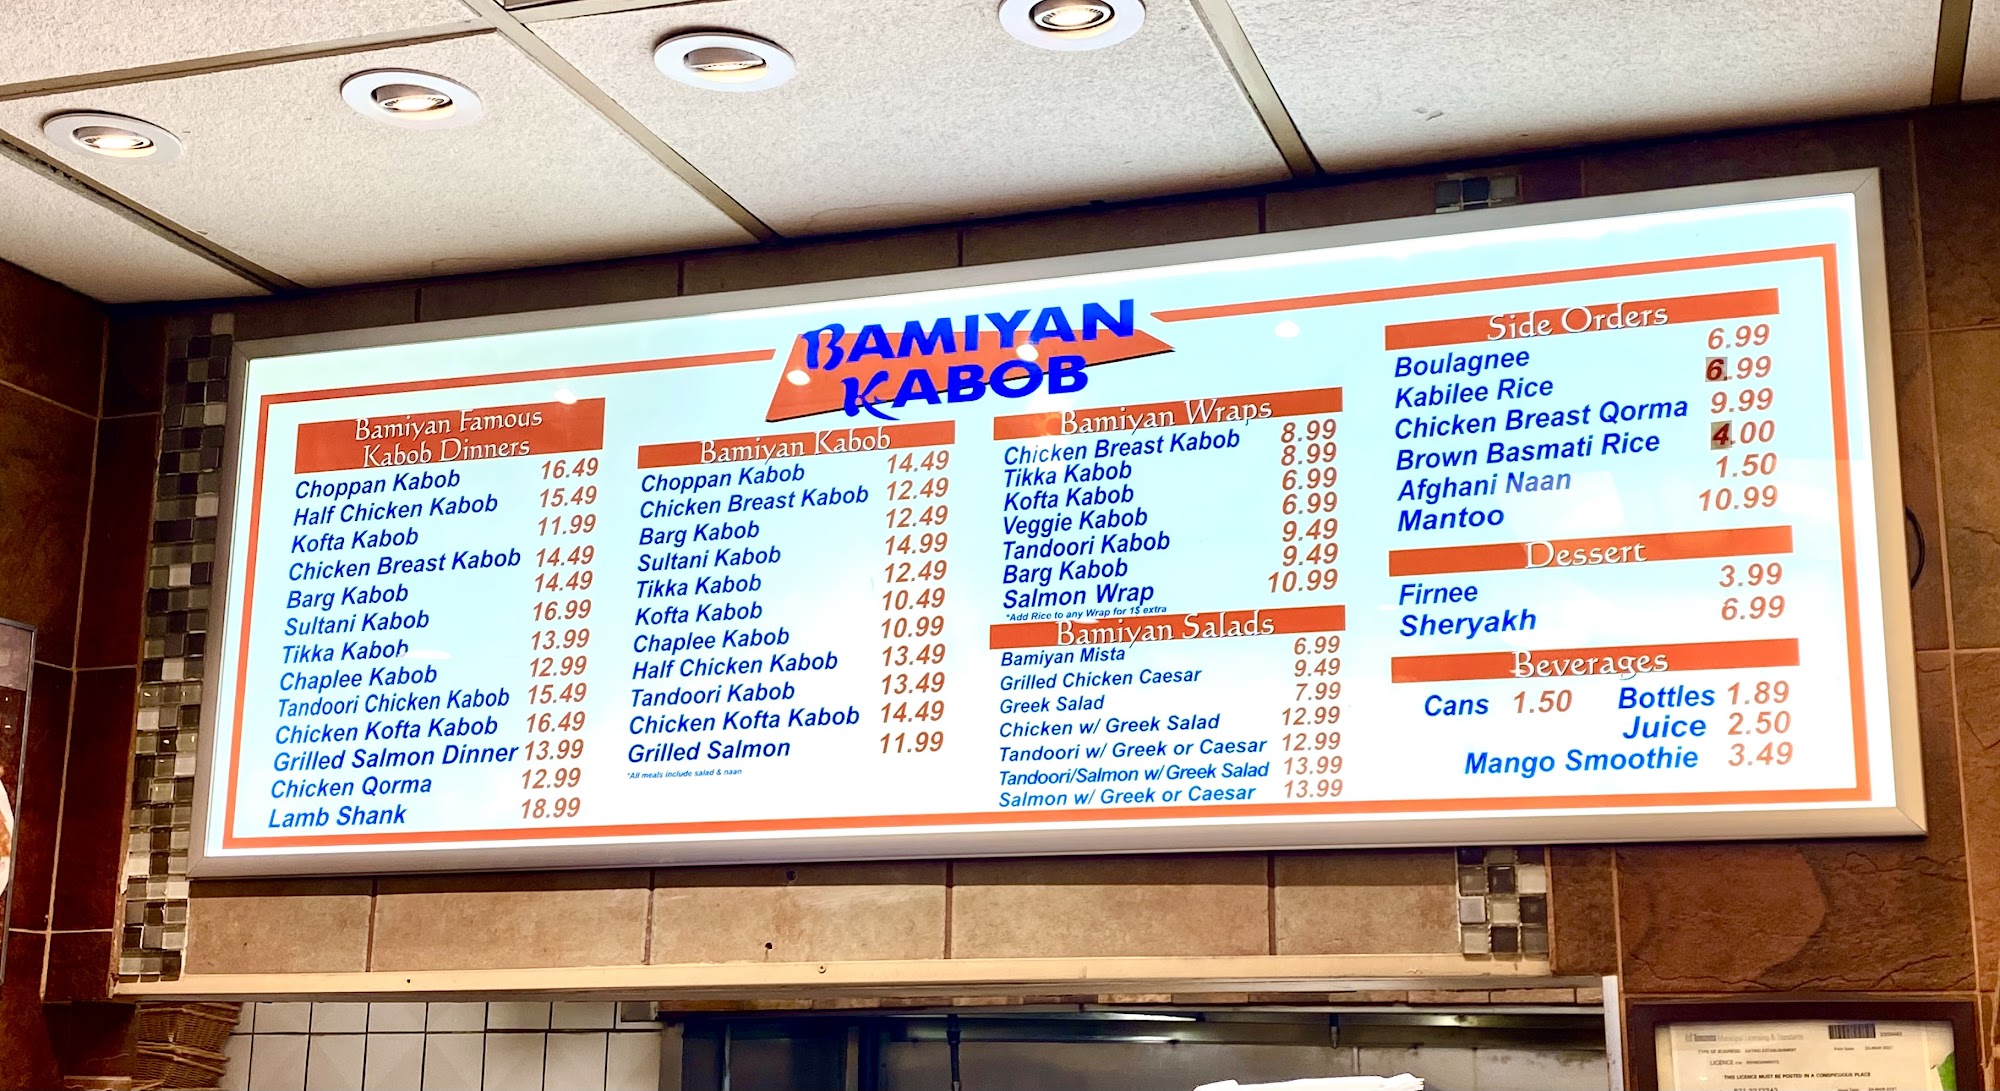 BAMIYAN
KABOB
Bamiyan Famous
Kabob Dinners
Choppan Kabob 16.49
Half Chicken Kabob 15.49
Kofta Kabob 11.99
Chicken Breast Kabob 14.49
Barg Kabob 14.49
Sultani Kabob 16.99
Tikka Kabob 13.99
Chaplee Kabob 12.99
Tandoori Chicken Kabob 15.49
Chicken Kofta Kabob 16.49
Grilled Salmon Dinner 13.99
Chicken Qorma 12.99
Lamb Shank 18.99
Bamiyan Kabob
Choppan Kabob 14.49
Chicken Breast Kabob 12.49
Barg Kabob 12.49
Sultani Kabob 14.99
Tikka Kabob 12.49
Kofta Kabob 10.49
Chaplee Kabob 10.99
Half Chicken Kabob 13.49
Tandoori Kabob 13.49
Chicken Kofta Kabob 14.49
Grilled Salmon 11.99
*All meals include salad & naan
Bamiyan Wraps
Chicken Breast Kabob 8.99
Tikka Kabob 8.99
Kofta Kabob 6.99
Veggie Kabob 6.99
Tandoori Kabob 9.49
Barg Kabob 9.49
Salmon Wrap 10.99
*Add Rice to any Wrap for 1$ extra
Bamiyan Salads
Bamiyan Mista 6.99
Grilled Chicken Caesar 9.49
Greek Salad 7.99
Chicken w/ Greek Salad 12.99
Tandoori w/ Greek or Caesar 12.99
Tandoori/Salmon w/Greek Salad 13.99
Salmon w/ Greek or Caesar 13.99
Side Orders
Boulagnee 6.99
Kabilee Rice 6.99
Chicken Breast Qorma 9.99
Brown Basmati Rice 4.00
Afghani Naan 1.50
Mantoo 10.99
Dessert
Firnee 3.99
Sheryakh 6.99
Beverages
Cans 1.50 Bottles 1.89
Juice 2.50
Mango Smoothie 3.49
THIS LICENCE MUST BE POSTED IN A CONSPICUOUS PLACE